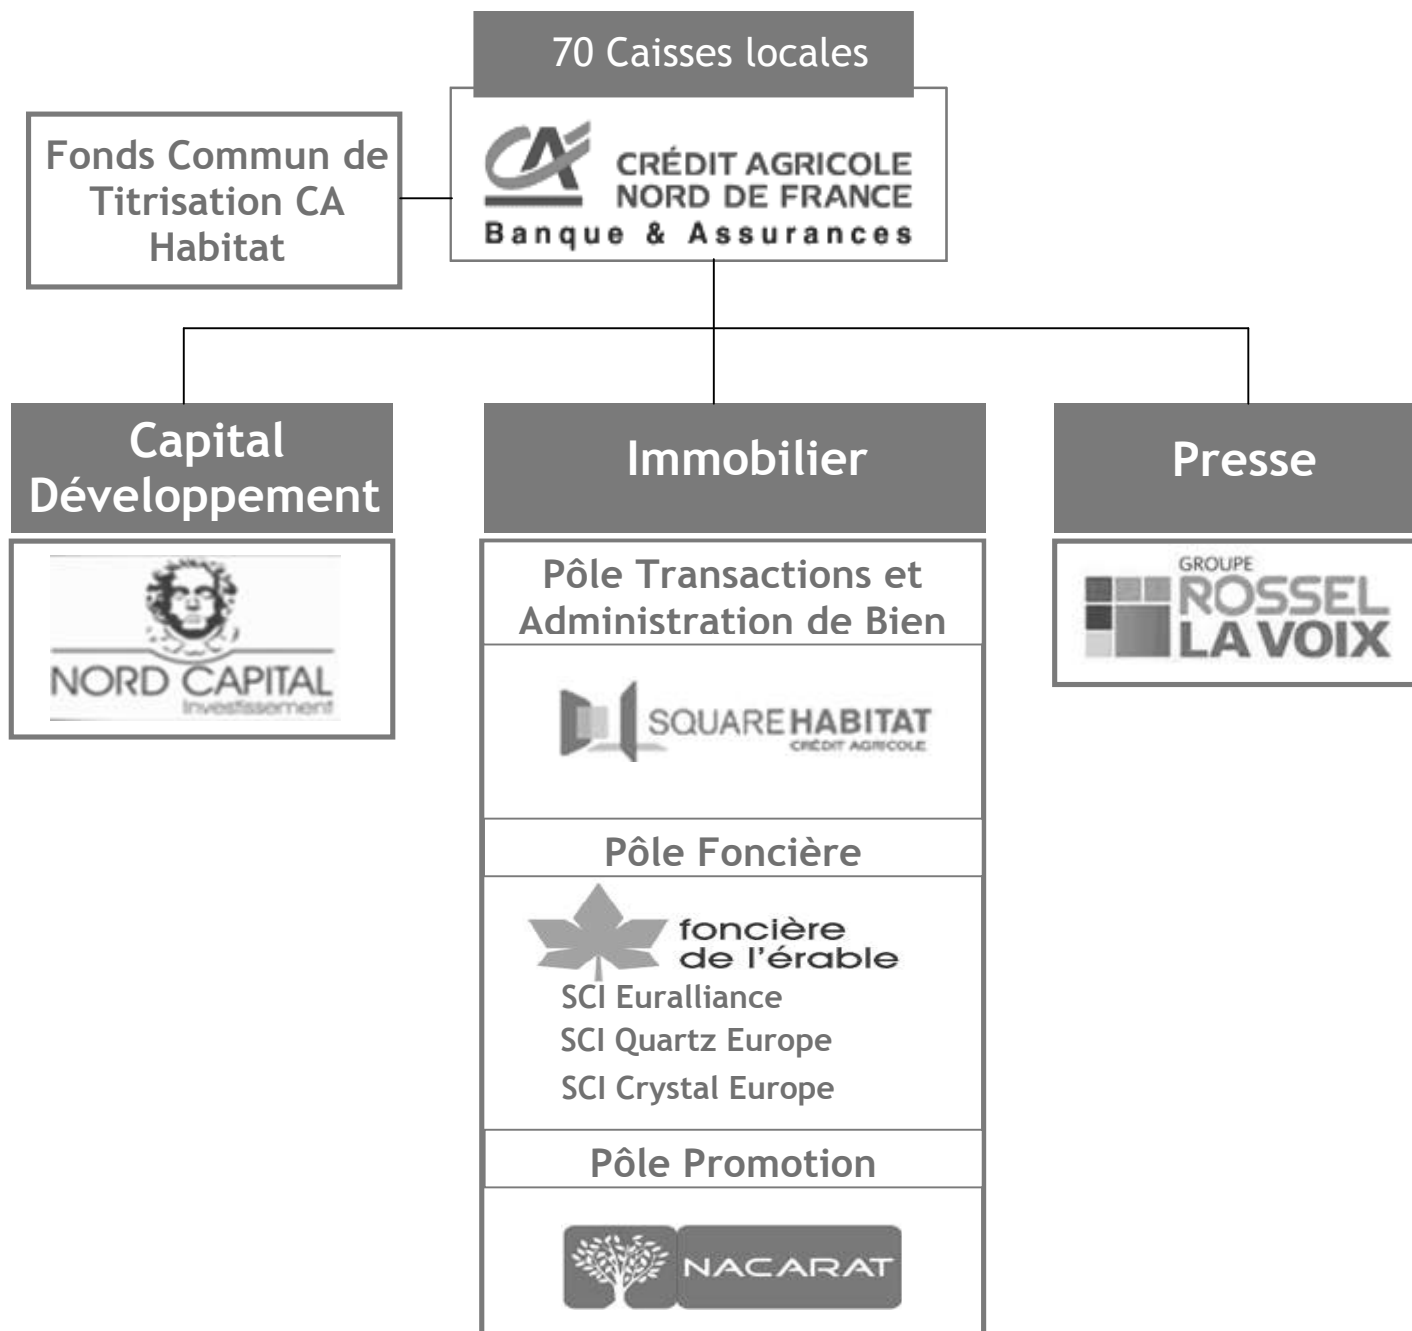 70 Caisses locales
Fonds Commun de
Titrisation CA
Habitat
CA
CRÉDIT AGRICOLE
NORD DE FRANCE
Banque & Assurances
Capital
Développement
Immobilier
Presse
NORD CAPITAL
Investissement
Pôle Transactions et
Administration de Bien
SQUARE HABITAT
CRÉDIT AGRICOLE
Pôle Foncière
foncière
de l'érable
SCI Euralliance
SCI Quartz Europe
SCI Crystal Europe
Pôle Promotion
NACARAT
GROUPE
ROSSEL
LA VOIX